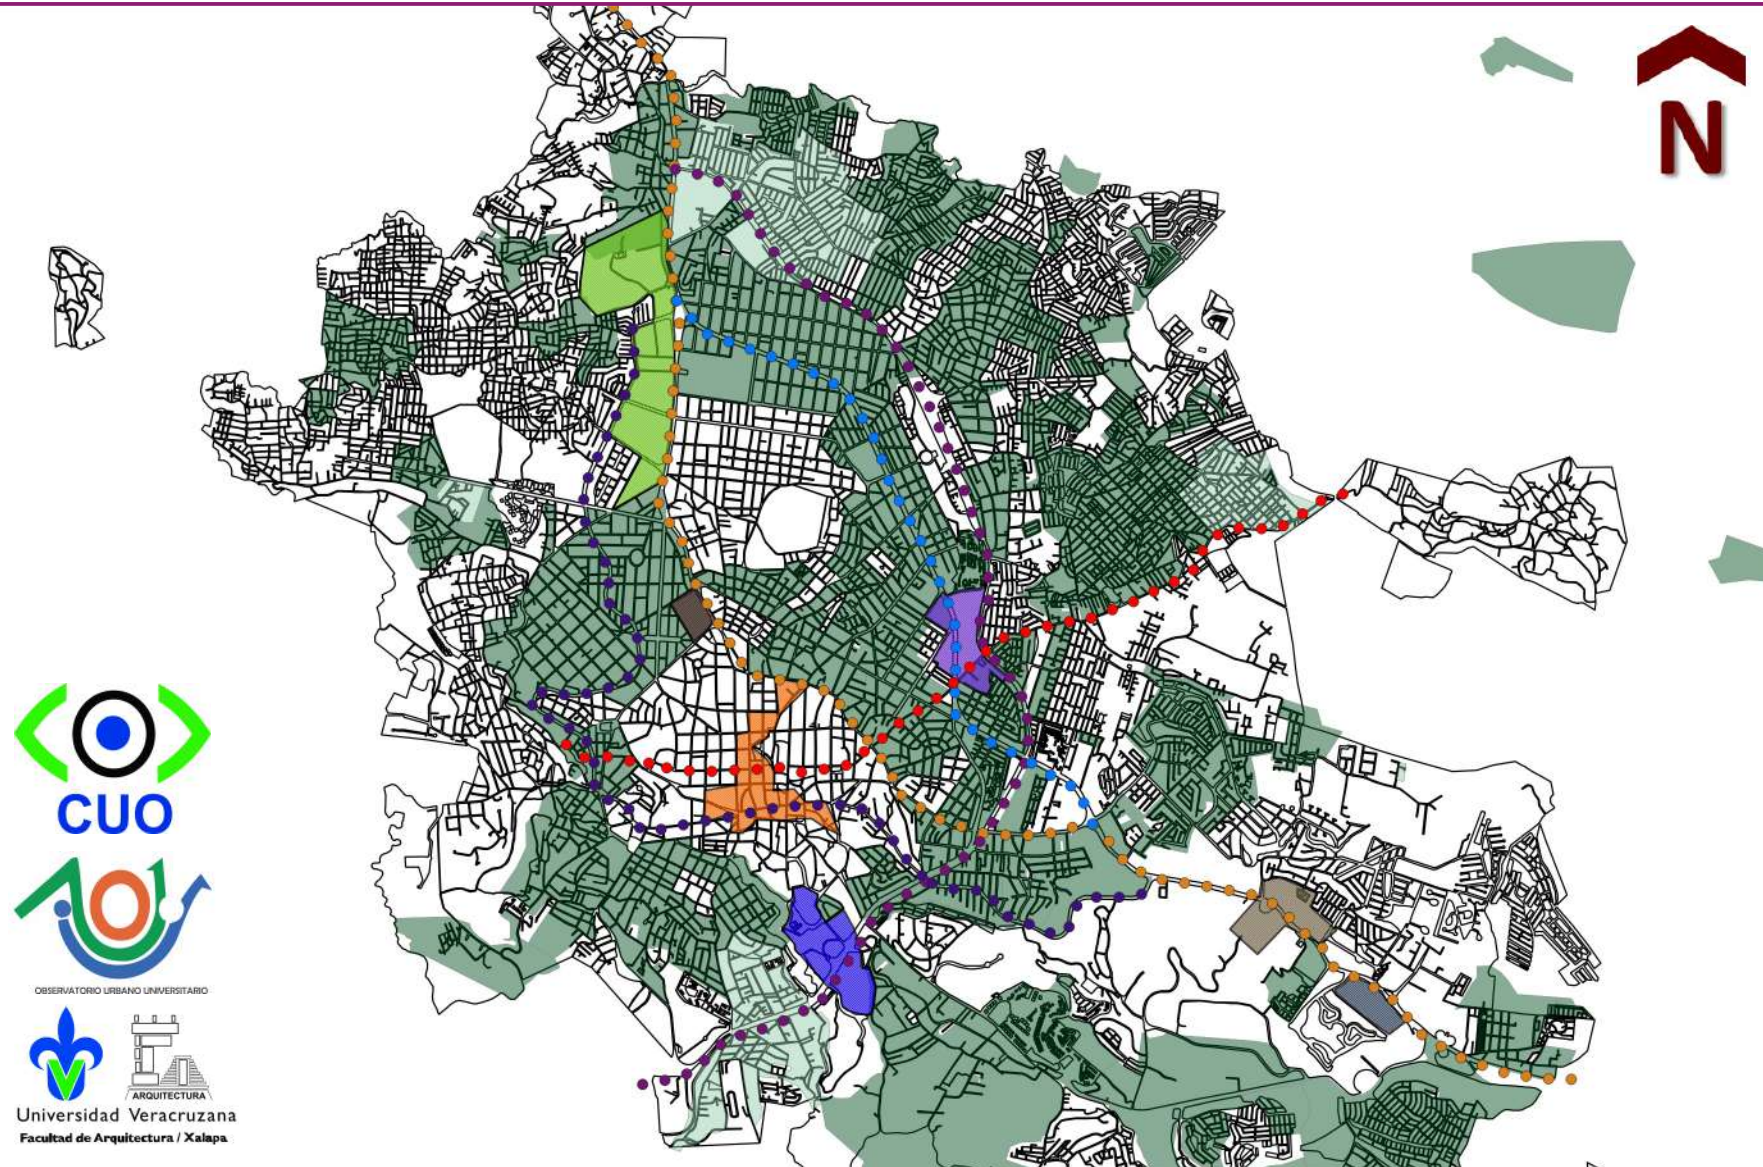 N
CUO
OBSERVATORIO URBANO UNIVERSITARIO
ARQUITECTURA
Universidad Veracruzana
Facultad de Arquitectura / Xalapa